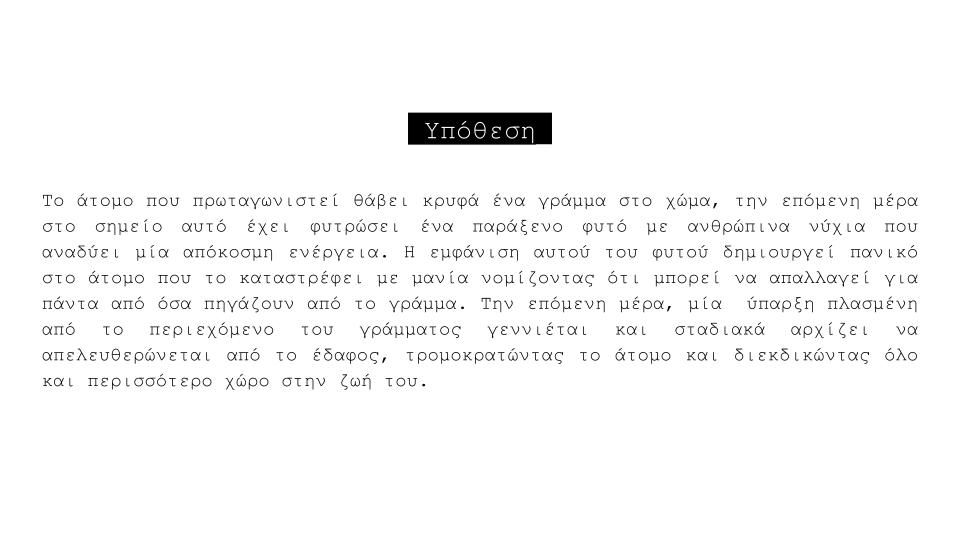 Υπόθεση
Το άτομο που πρωταγωνιστεί θάβει κρυφά ένα γράμμα στο χώμα, την επόμενη μέρα
στο σημείο αυτό έχει φυτρώσει ένα παράξενο φυτό με ανθρώπινα νύχια που
αναδύει μία απόκοσμη ενέργεια. Η εμφάνιση αυτού του φυτού δημιουργεί πανικό
στο άτομο που το καταστρέφει με μανία νομίζοντας ότι μπορεί να απαλλαγεί για
πάντα από όσα πηγάζουν από το γράμμα. Την επόμενη μέρα, μία ύπαρξη πλασμένη
από το περιεχόμενο του γράμματος γεννιέται και σταδιακά αρχίζει να
απελευθερώνεται από το έδαφος, τρομοκρατώντας το άτομο και διεκδικώντας όλο
και περισσότερο χώρο στην ζωή του.